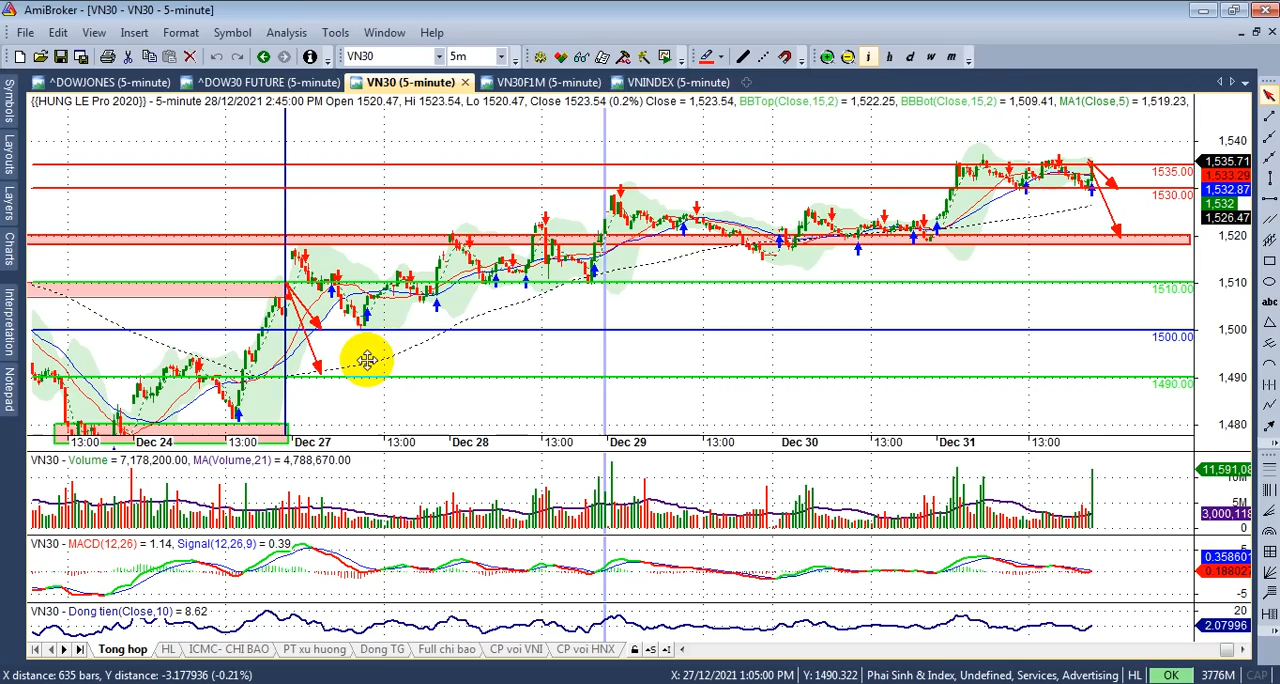 AmiBroker - [VN30 - VN30 - 5-minute]
File Edit View Insert Format Symbol Analysis Tools Window Help
VN30 5m i h d w m
^DOWJONES (5-minute) ^DOW30 FUTURE (5-minute) VN30 (5-minute) VN30F1M (5-minute) VNINDEX (5-minute)
{{HUNG LE Pro 2020}} - 5-minute 28/12/2021 2:45:00 PM Open 1520.47, Hi 1523.54, Lo 1520.47, Close 1523.54 (0.2%) Close = 1,523.54, BBTop(Close,15,2) = 1,522.25, BBBot(Close,15,2) = 1,509.41, MA1(Close,5) = 1,519.23,
Symbols
Layouts
Layers
Charts
Interpretation
Notepad
abc
1,540
1,535.71
1535.00
1,533.29
1530.00
1,532.87
1,532
1,526.47
1,520
1510.00
1,510
1500.00
1,500
1490.00
1,490
1,480
13:00 Dec 24 13:00 Dec 27 13:00 Dec 28 13:00 Dec 29 13:00 Dec 30 13:00 Dec 31 13:00
VN30 - Volume = 7,178,200.00, MA(Volume,21) = 4,788,670.00
11,591,08
10M
5M
3,000,118
0
VN30 - MACD(12,26) = 1.14, Signal(12,26,9) = 0.39
5
0.358601
0.188027
-5
VN30 - Dong tien(Close,10) = 8.62
20
2.07996
Tong hop HL ICMC- CHI BAO PT xu huong Dong TG Full chi bao CP voi VNI CP voi HNX
X distance: 635 bars, Y distance: -3.177936 (-0.21%) X: 27/12/2021 1:05:00 PM Y: 1490.322 Phai Sinh & Index, Undefined, Services, Advertising HL OK 3776M CAP